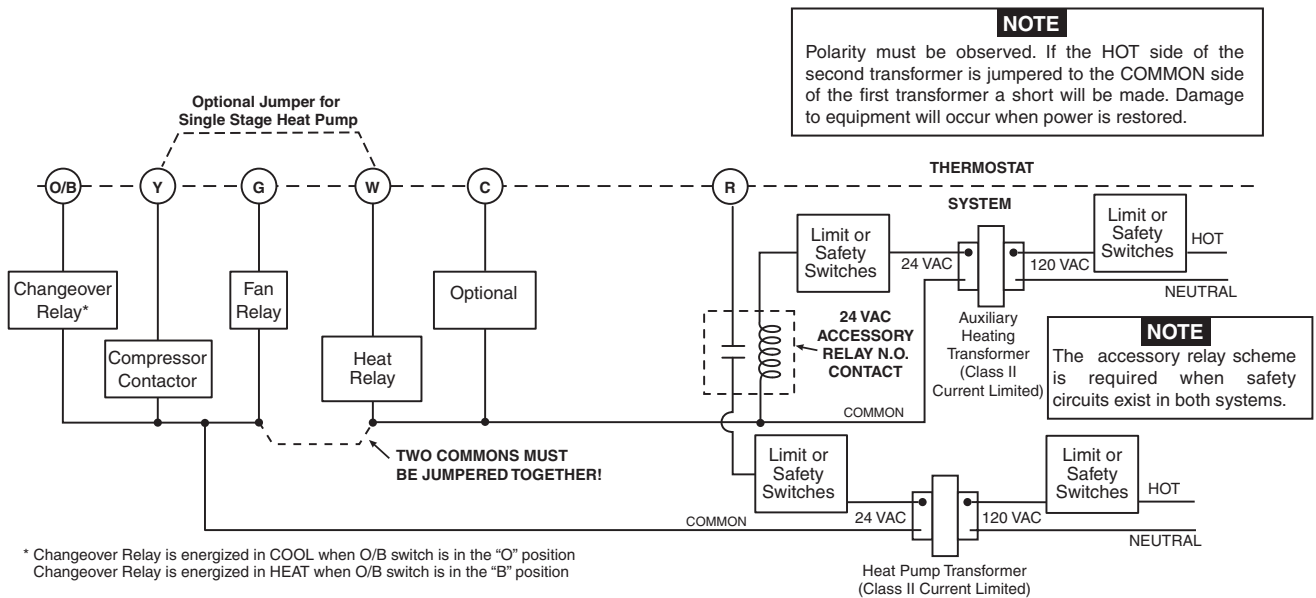 NOTE
Polarity must be observed. If the HOT side of the
second transformer is jumpered to the COMMON side
of the first transformer a short will be made. Damage
to equipment will occur when power is restored.
Optional Jumper for
Single Stage Heat Pump
O/B
Y
G
W
C
R
THERMOSTAT
SYSTEM
Changeover
Relay*
Compressor
Contactor
Fan
Relay
Heat
Relay
Optional
Limit or
Safety
Switches
24 VAC
120 VAC
Limit or
Safety
Switches
HOT
NEUTRAL
24 VAC
ACCESSORY
RELAY N.O.
CONTACT
Auxiliary
Heating
Transformer
(Class II
Current Limited)
NOTE
The accessory relay scheme
is required when safety
circuits exist in both systems.
COMMON
TWO COMMONS MUST
BE JUMPERED TOGETHER!
Limit or
Safety
Switches
COMMON
24 VAC
120 VAC
Limit or
Safety
Switches
HOT
NEUTRAL
Heat Pump Transformer
(Class II Current Limited)
* Changeover Relay is energized in COOL when O/B switch is in the “O” position
Changeover Relay is energized in HEAT when O/B switch is in the “B” position